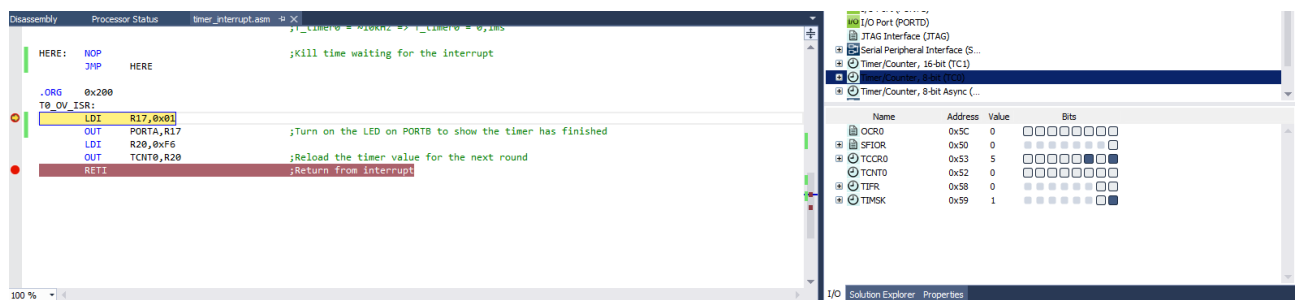 Disassembly Processor Status timer_interrupt.asm
;f_timer0 = ~10kHz => T_timer0 = 0,1ms
HERE: NOP ;Kill time waiting for the interrupt
JMP HERE
.ORG 0x200
T0_OV_ISR:
LDI R17,0x01
OUT PORTA,R17 ;Turn on the LED on PORTB to show the timer has finished
LDI R20,0xF6
OUT TCNT0,R20 ;Reload the timer value for the next round
RETI ;Return from interrupt
100 %
I/O Port (PORTD)
JTAG Interface (JTAG)
Serial Peripheral Interface (S...
Timer/Counter, 16-bit (TC1)
Timer/Counter, 8-bit (TC0)
Timer/Counter, 8-bit Async (...
Name Address Value Bits
OCR0 0x5C 0
SFIOR 0x50 0
TCCR0 0x53 5
TCNT0 0x52 0
TIFR 0x58 0
TIMSK 0x59 1
I/O Solution Explorer Properties